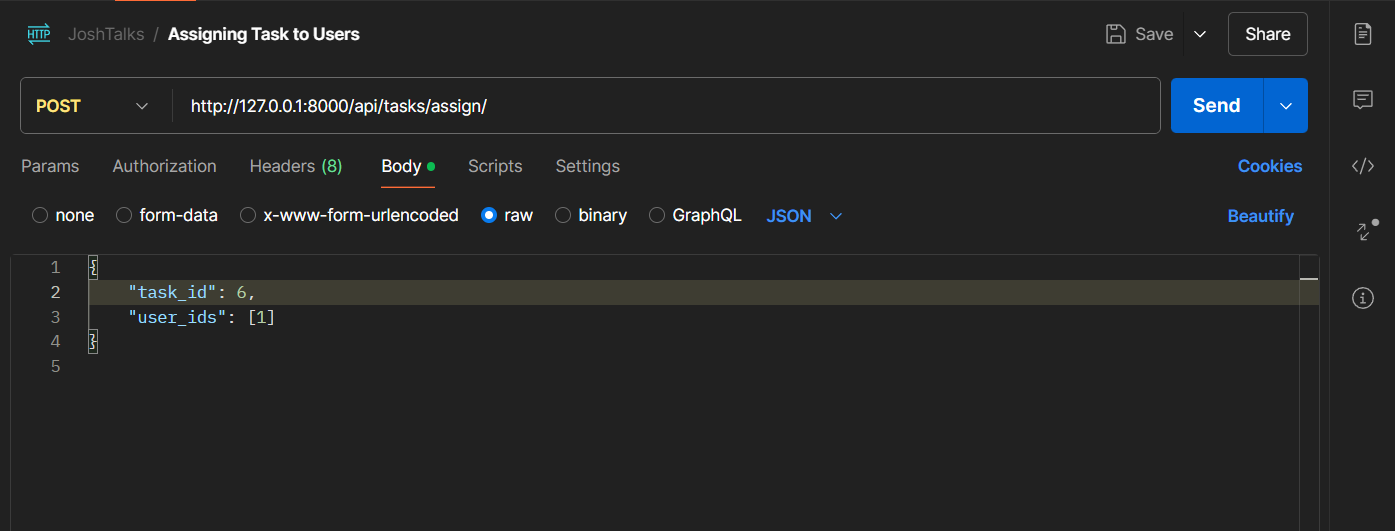 HTTP JoshTalks / Assigning Task to Users Save Share
POST http://127.0.0.1:8000/api/tasks/assign/ Send
Params Authorization Headers (8) Body Scripts Settings Cookies
none form-data x-www-form-urlencoded raw binary GraphQL JSON Beautify
1 {
2 "task_id": 6,
3 "user_ids": [1]
4 }
5